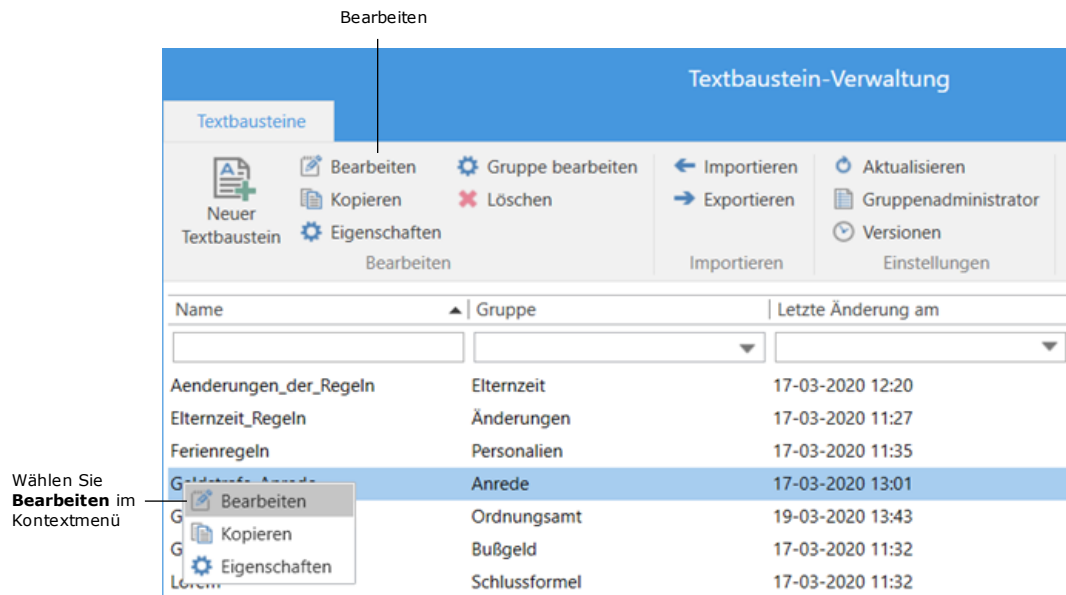 Bearbeiten
Textbaustein-Verwaltung
Textbausteine
Neuer
Textbaustein
Bearbeiten
Kopieren
Eigenschaften
Gruppe bearbeiten
Löschen
Bearbeiten
Importieren
Exportieren
Importieren
Aktualisieren
Gruppenadministrator
Versionen
Einstellungen
Name Gruppe Letzte Änderung am
Aenderungen_der_Regeln Elternzeit 17-03-2020 12:20
Elternzeit_Regeln Änderungen 17-03-2020 11:27
Ferienregeln Personalien 17-03-2020 11:35
Geldstrafe_Anrede Anrede 17-03-2020 13:01
G Ordnungsamt 19-03-2020 13:43
G Bußgeld 17-03-2020 11:32
Lorem Schlussformel 17-03-2020 11:32
Bearbeiten
Kopieren
Eigenschaften
Wählen Sie
Bearbeiten im
Kontextmenü